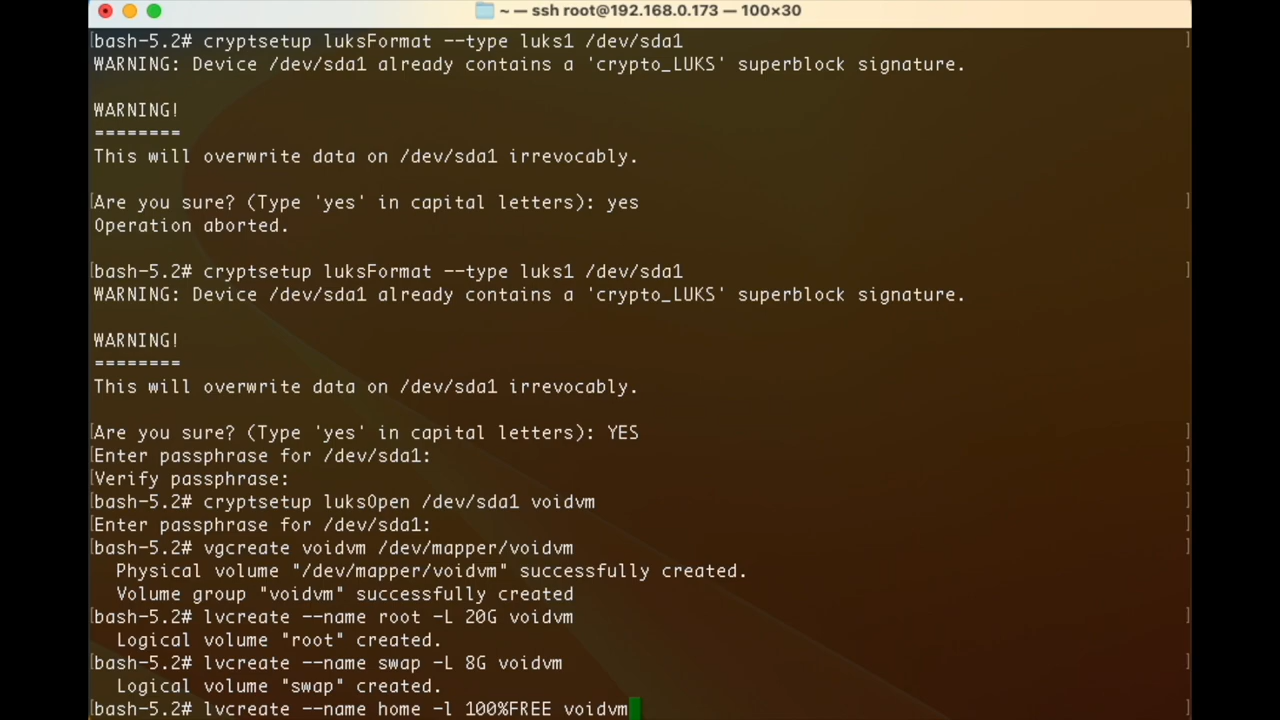 ~ — ssh root@192.168.0.173 — 100×30
[bash-5.2# cryptsetup luksFormat --type luks1 /dev/sda1 ]
WARNING: Device /dev/sda1 already contains a 'crypto_LUKS' superblock signature.
WARNING!
========
This will overwrite data on /dev/sda1 irrevocably.
[Are you sure? (Type 'yes' in capital letters): yes ]
Operation aborted.
[bash-5.2# cryptsetup luksFormat --type luks1 /dev/sda1 ]
WARNING: Device /dev/sda1 already contains a 'crypto_LUKS' superblock signature.
WARNING!
========
This will overwrite data on /dev/sda1 irrevocably.
[Are you sure? (Type 'yes' in capital letters): YES ]
[Enter passphrase for /dev/sda1: ]
[Verify passphrase: ]
[bash-5.2# cryptsetup luksOpen /dev/sda1 voidvm ]
[Enter passphrase for /dev/sda1: ]
[bash-5.2# vgcreate voidvm /dev/mapper/voidvm ]
Physical volume "/dev/mapper/voidvm" successfully created.
Volume group "voidvm" successfully created
[bash-5.2# lvcreate --name root -L 20G voidvm ]
Logical volume "root" created.
[bash-5.2# lvcreate --name swap -L 8G voidvm ]
Logical volume "swap" created.
[bash-5.2# lvcreate --name home -l 100%FREE voidvm ]